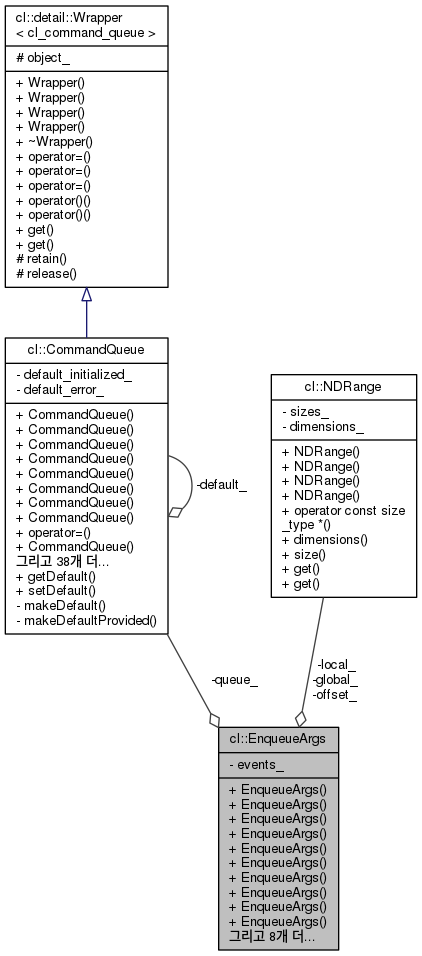 cl::detail::Wrapper
< cl_command_queue >
# object_
+ Wrapper()
+ Wrapper()
+ Wrapper()
+ Wrapper()
+ ~Wrapper()
+ operator=()
+ operator=()
+ operator=()
+ operator()()
+ operator()()
+ get()
+ get()
# retain()
# release()
cl::CommandQueue
- default_initialized_
- default_error_
+ CommandQueue()
+ CommandQueue()
+ CommandQueue()
+ CommandQueue()
+ CommandQueue()
+ CommandQueue()
+ CommandQueue()
+ CommandQueue()
+ operator=()
+ CommandQueue()
그리고 38개 더...
+ getDefault()
+ setDefault()
- makeDefault()
- makeDefaultProvided()
-default_
cl::NDRange
- sizes_
- dimensions_
+ NDRange()
+ NDRange()
+ NDRange()
+ NDRange()
+ operator const size
_type *()
+ dimensions()
+ size()
+ get()
+ get()
-queue_
-local_
-global_
-offset_
cl::EnqueueArgs
- events_
+ EnqueueArgs()
+ EnqueueArgs()
+ EnqueueArgs()
+ EnqueueArgs()
+ EnqueueArgs()
+ EnqueueArgs()
+ EnqueueArgs()
+ EnqueueArgs()
+ EnqueueArgs()
+ EnqueueArgs()
그리고 8개 더...